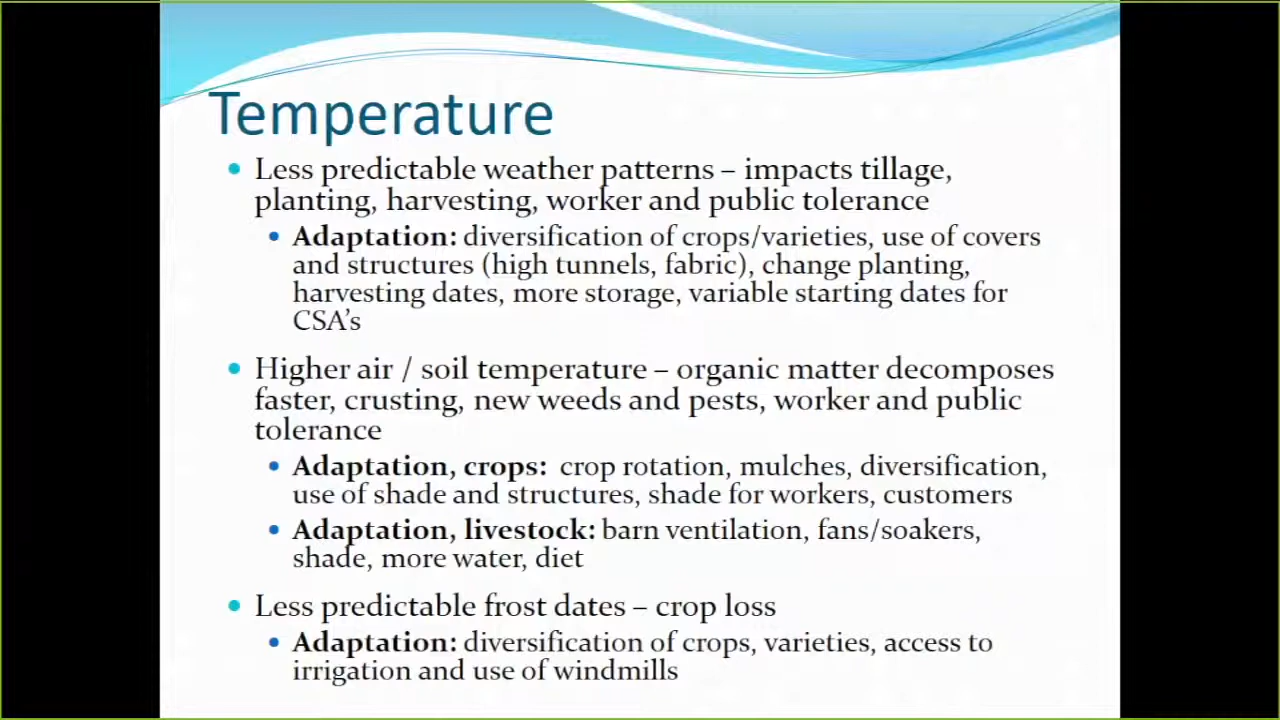 Temperature
• Less predictable weather patterns – impacts tillage,
planting, harvesting, worker and public tolerance
• Adaptation: diversification of crops/varieties, use of covers
and structures (high tunnels, fabric), change planting,
harvesting dates, more storage, variable starting dates for
CSA’s
• Higher air / soil temperature – organic matter decomposes
faster, crusting, new weeds and pests, worker and public
tolerance
• Adaptation, crops: crop rotation, mulches, diversification,
use of shade and structures, shade for workers, customers
• Adaptation, livestock: barn ventilation, fans/soakers,
shade, more water, diet
• Less predictable frost dates – crop loss
• Adaptation: diversification of crops, varieties, access to
irrigation and use of windmills